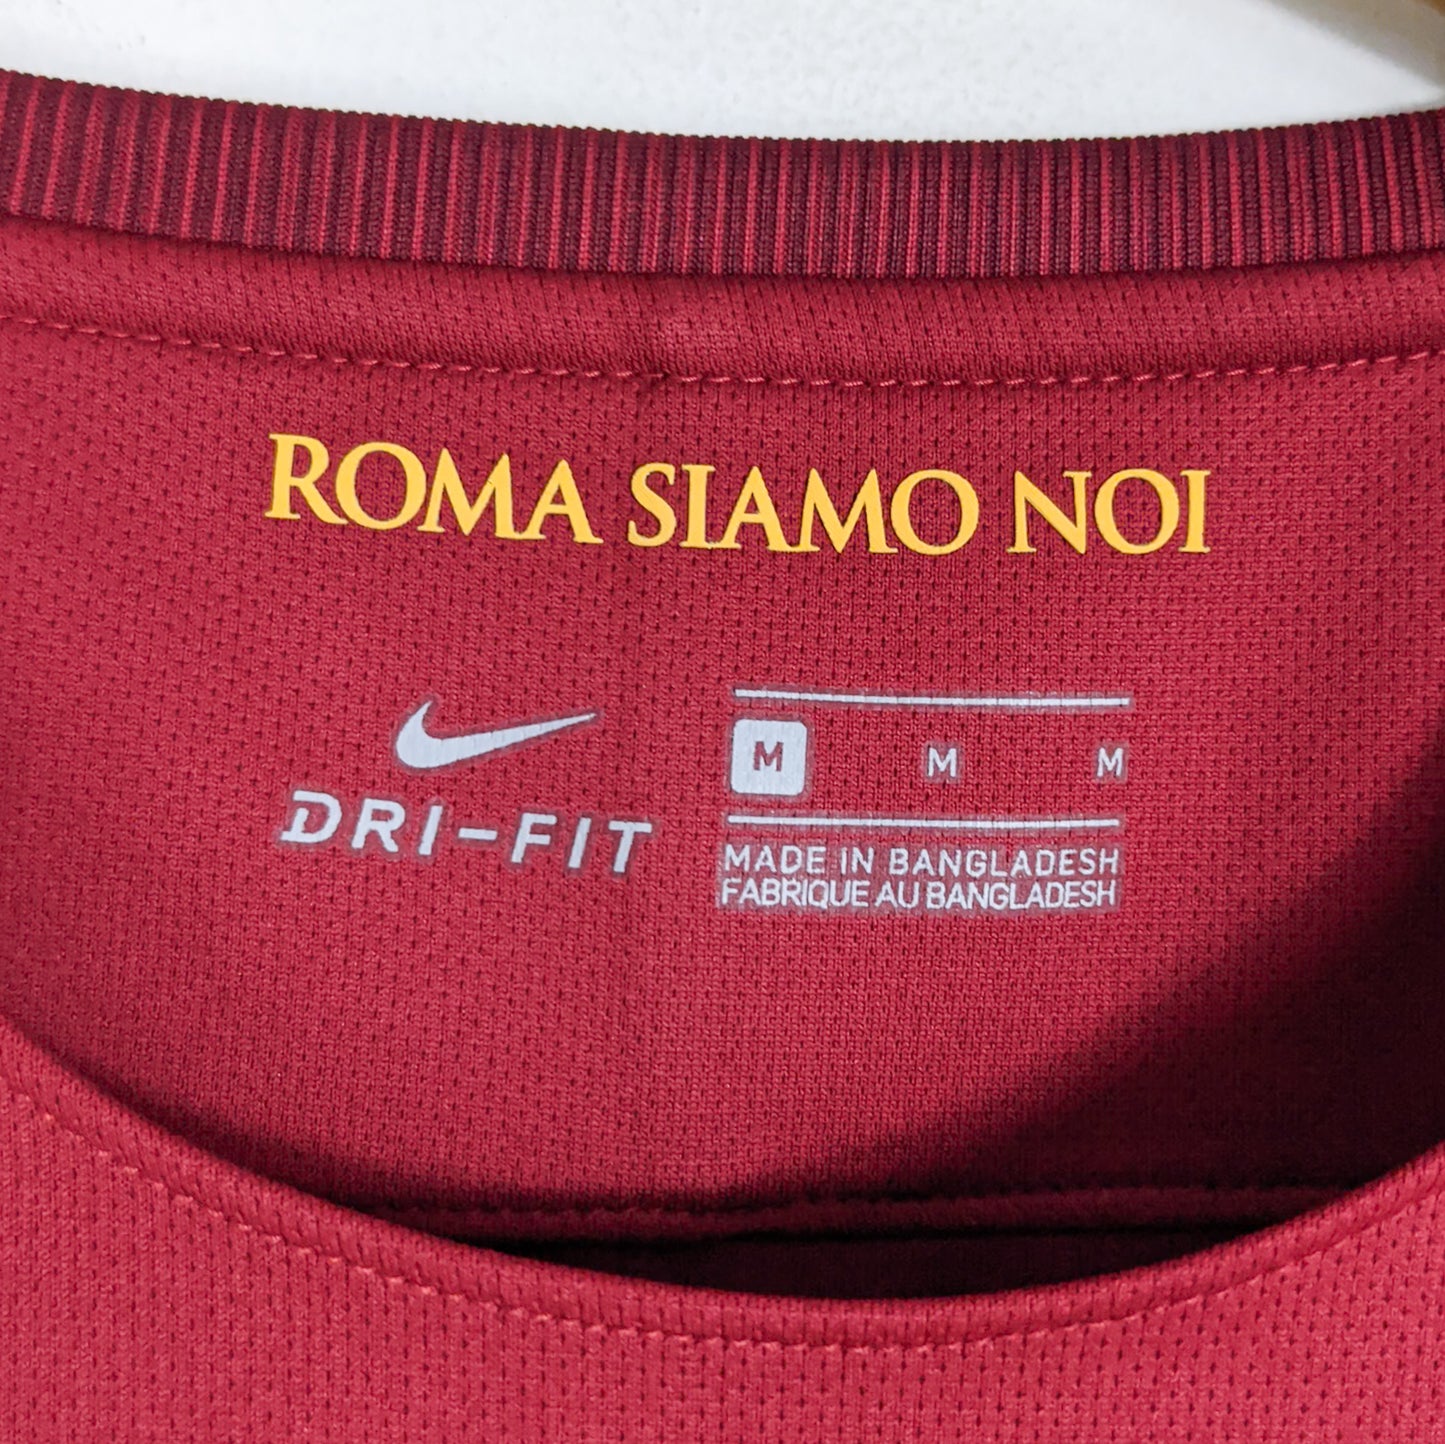 ROMA SIAMO NOI
DRI-FIT
M M M
MADE IN BANGLADESH
FABRIQUE AU BANGLADESH